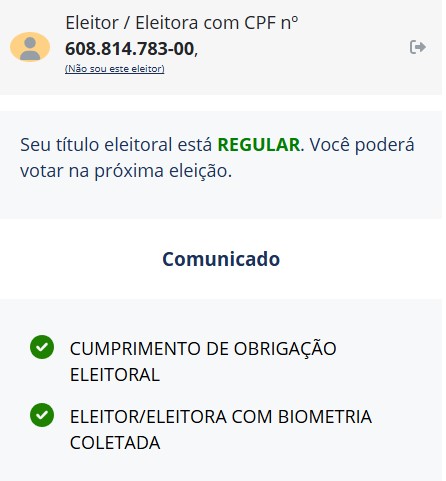 Eleitor / Eleitora com CPF nº
608.814.783-00,
(Não sou este eleitor)
Seu título eleitoral está REGULAR. Você poderá
votar na próxima eleição.
Comunicado
CUMPRIMENTO DE OBRIGAÇÃO
ELEITORAL
ELEITOR/ELEITORA COM BIOMETRIA
COLETADA